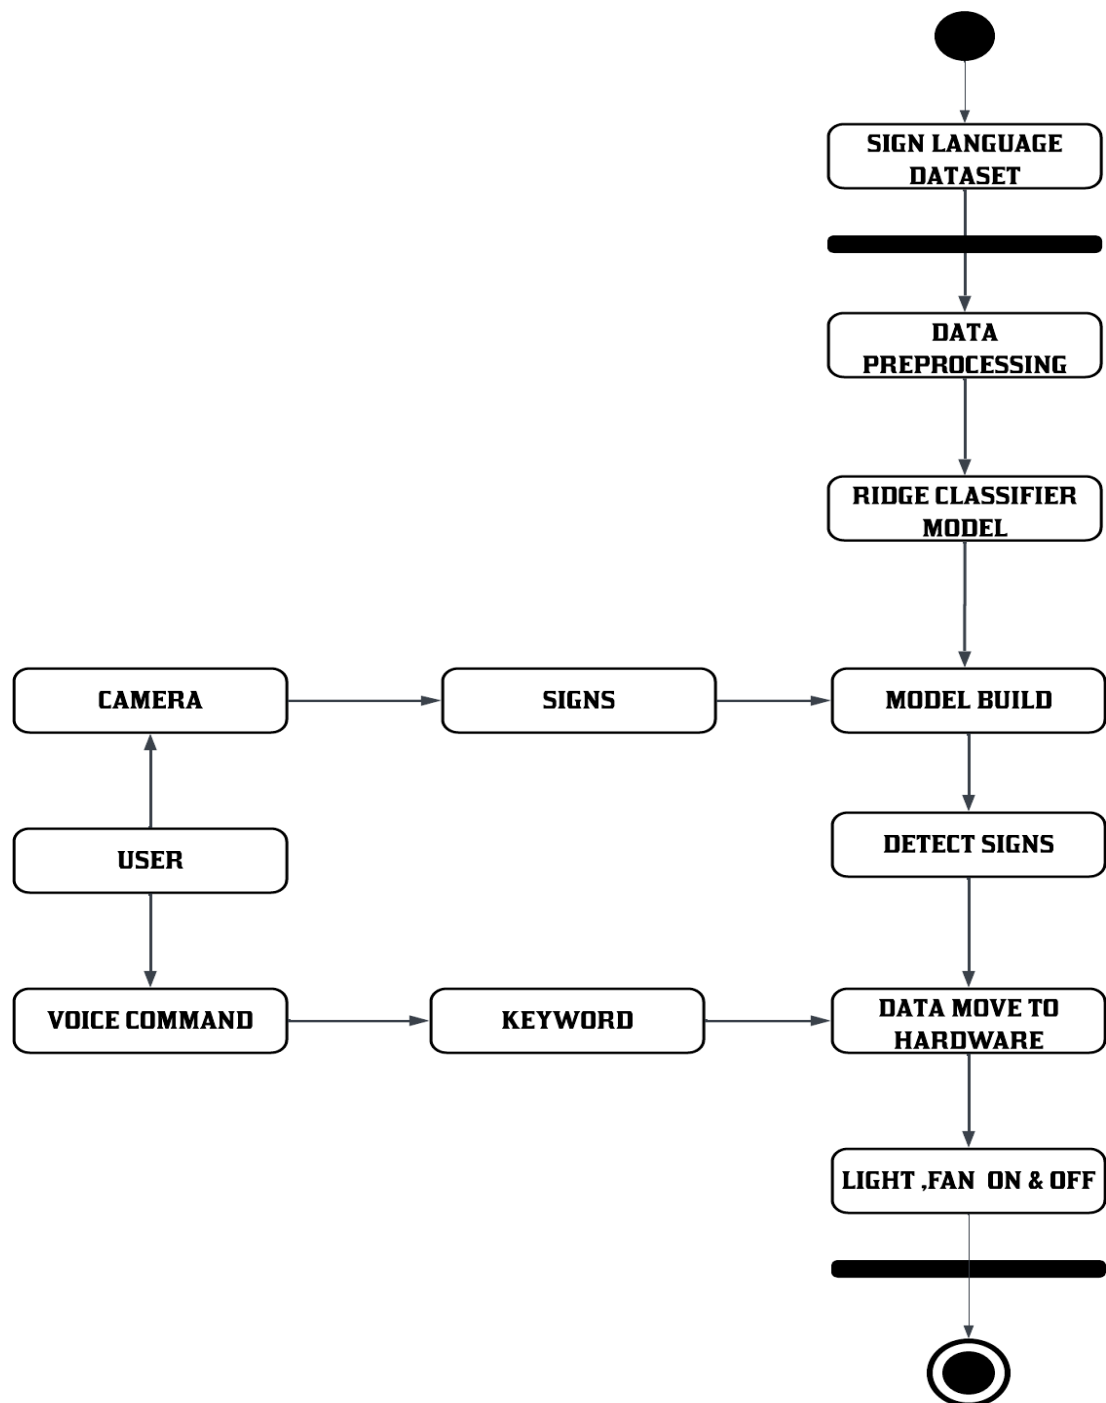 SIGN LANGUAGE
DATASET
DATA
PREPROCESSING
RIDGE CLASSIFIER
MODEL
CAMERA
SIGNS
MODEL BUILD
USER
DETECT SIGNS
VOICE COMMAND
KEYWORD
DATA MOVE TO
HARDWARE
LIGHT ,FAN  ON & OFF